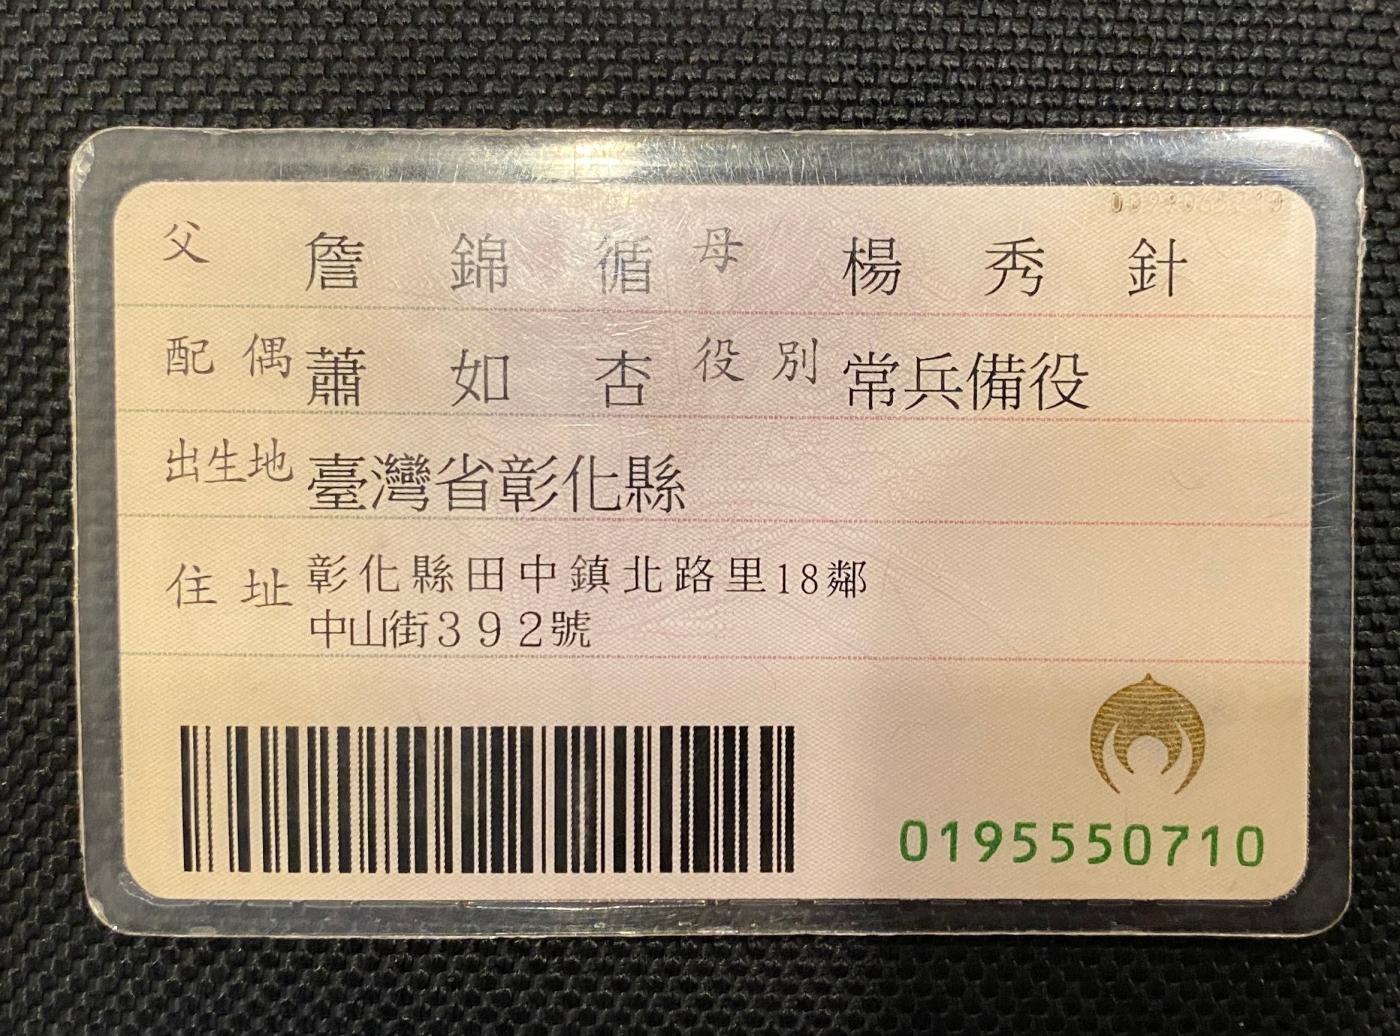 父 詹錦循 母 楊秀針
配偶 蕭如杏 役別 常兵備役
出生地 臺灣省彰化縣
住址 彰化縣田中鎮北路里18鄰
中山街392號
0195550710